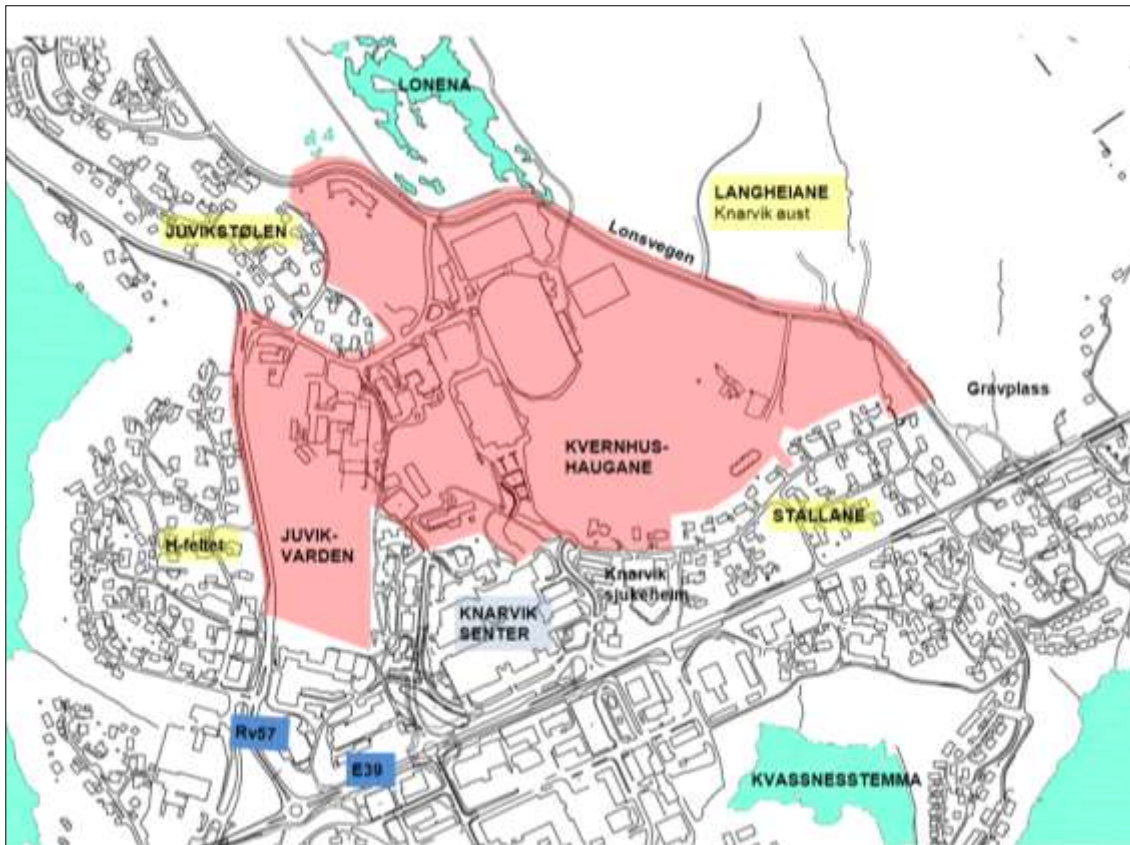 LONENA
LANGHEIANE
Knarvik aust
JUVIKSTØLEN
Lonsvegen
Gravplass
KVERNHUS-
HAUGANE
STALLANE
H-feltet
JUVIK-
VARDEN
Knarvik
sjukeheim
KNARVIK
SENTER
Rv57
E39
KVASSNESSTEMMA